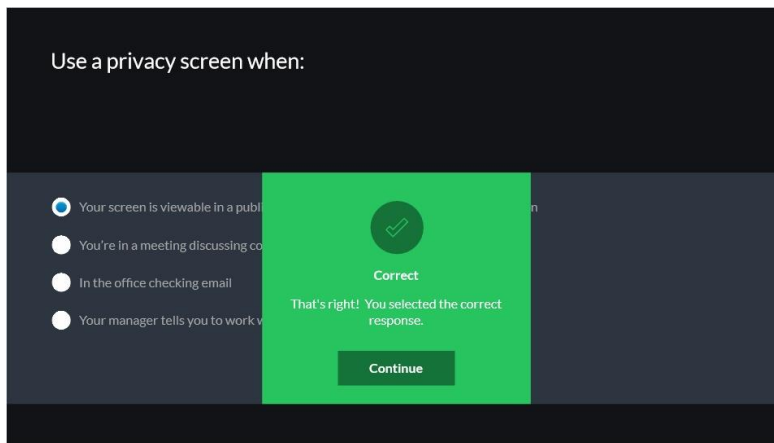 Use a privacy screen when:
Your screen is viewable in a publi
You're in a meeting discussing co
In the office checking email
Your manager tells you to work
Correct
That's right! You selected the correct
response.
Continue